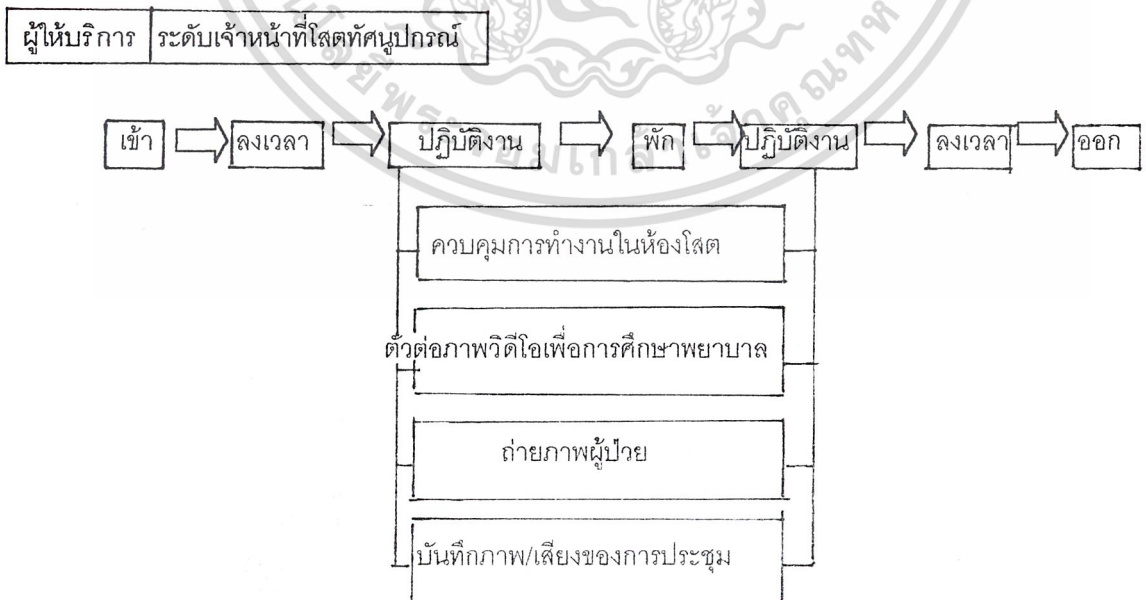 ผู้ให้บริการ ระดับเจ้าหน้าที่โสตทัศนูปกรณ์
เข้า ลงเวลา ปฏิบัติงาน พัก ปฏิบัติงาน ลงเวลา ออก
ควบคุมการทำงานในห้องโสต
ตัวต่อภาพวิดีโอเพื่อการศึกษาพยาบาล
ถ่ายภาพผู้ป่วย
บันทึกภาพ/เสียงของการประชุม